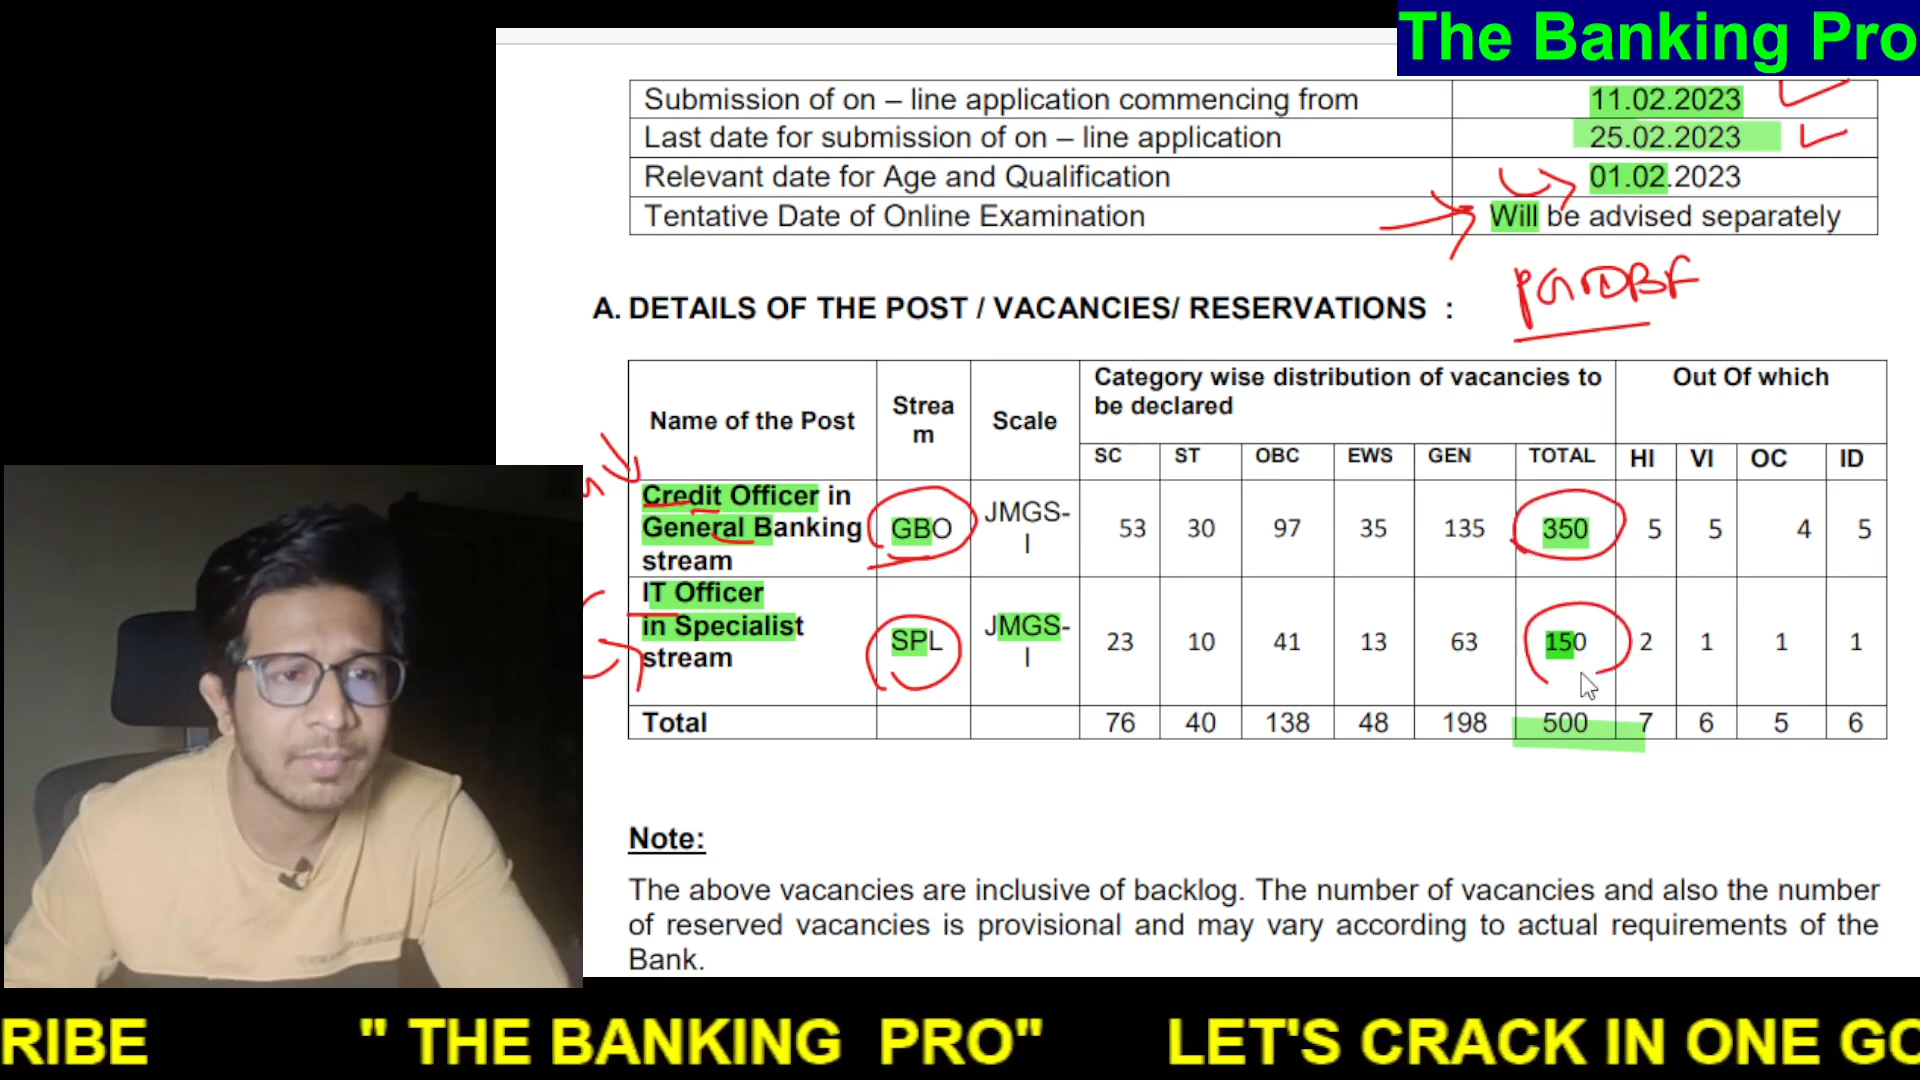 The Banking Pro
Submission of on – line application commencing from 11.02.2023
Last date for submission of on – line application 25.02.2023
Relevant date for Age and Qualification 01.02.2023
Tentative Date of Online Examination Will be advised separately
PGDBF
A. DETAILS OF THE POST / VACANCIES/ RESERVATIONS :
Name of the Post
Strea
m
Scale
Category wise distribution of vacancies to
be declared
Out Of which
SC ST OBC EWS GEN TOTAL HI VI OC ID
Credit Officer in
General Banking
stream
GBO
JMGS-
I
53 30 97 35 135 350 5 5 4 5
IT Officer
in Specialist
stream
SPL
JMGS-
I
23 10 41 13 63 150 2 1 1 1
Total 76 40 138 48 198 500 7 6 5 6
Note:
The above vacancies are inclusive of backlog. The number of vacancies and also the number
of reserved vacancies is provisional and may vary according to actual requirements of the
Bank.
RIBE " THE BANKING PRO" LET'S CRACK IN ONE GO